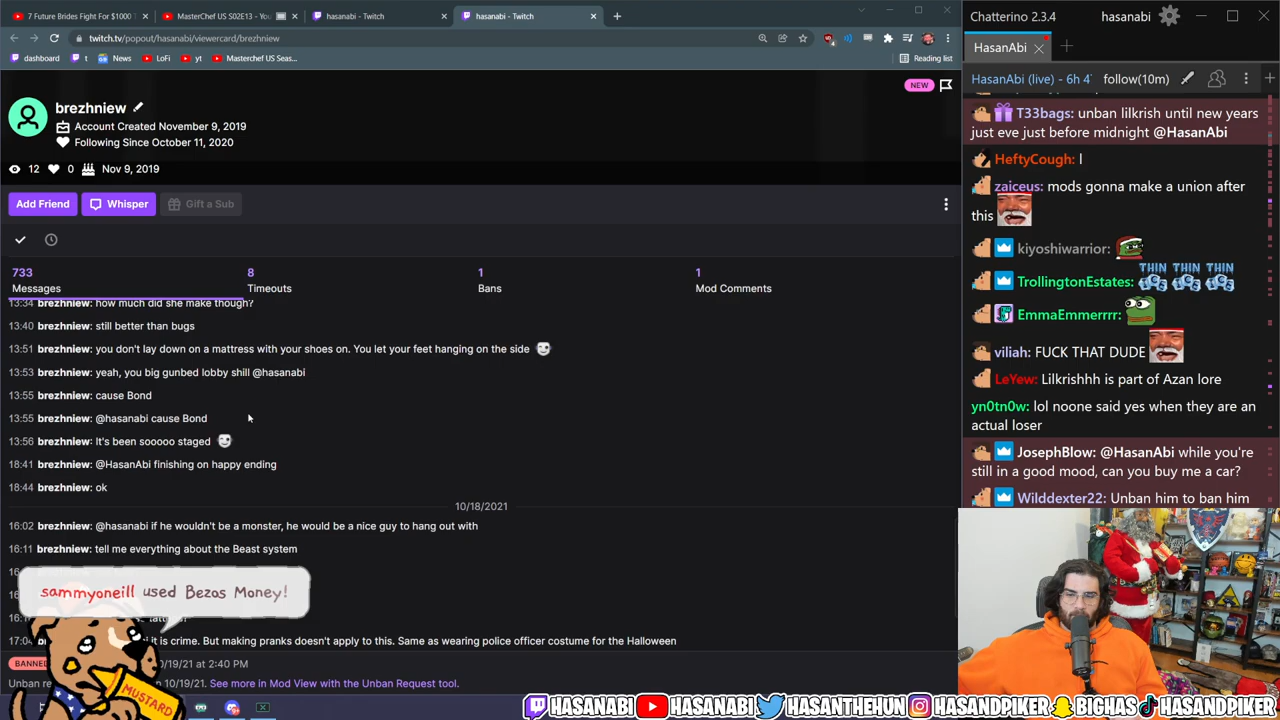 7 Future Brides Fight For $1000
MasterChef US S02E13 - You
hasanabi - Twitch
hasanabi - Twitch
twitch.tv/popout/hasanabi/viewercard/brezhniew
dashboard
t
News
LoFi
yt
Masterchef US Seas...
Reading list
brezhniew
NEW
Account Created November 9, 2019
Following Since October 11, 2020
12 0 Nov 9, 2019
Add Friend
Whisper
Gift a Sub
733
Messages
8
Timeouts
1
Bans
1
Mod Comments
13:34 brezhniew: how much did she make though?
13:40 brezhniew: still better than bugs
13:51 brezhniew: you don't lay down on a mattress with your shoes on. You let your feet hanging on the side
13:53 brezhniew: yeah, you big gunbed lobby shill @hasanabi
13:55 brezhniew: cause Bond
13:55 brezhniew: @hasanabi cause Bond
13:56 brezhniew: It's been sooooo staged
18:41 brezhniew: @HasanAbi finishing on happy ending
18:44 brezhniew: ok
10/18/2021
16:02 brezhniew: @hasanabi if he wouldn't be a monster, he would be a nice guy to hang out with
16:11 brezhniew: tell me everything about the Beast system
sammyoneill used Bezos Money!
17:04 it is crime. But making pranks doesn't apply to this. Same as wearing police officer costume for the Halloween
BANNED
10/19/21 at 2:40 PM
Unban on 10/19/21. See more in Mod View with the Unban Request tool.
MUSTARD
Chatterino 2.3.4
hasanabi
HasanAbi
HasanAbi (live) - 6h 4
follow(10m)
T33bags: unban lilkrish until new years
just eve just before midnight @HasanAbi
HeftyCough: l
zaiceus: mods gonna make a union after
this
kiyoshiwarrior:
TrollingtonEstates: THIN ICE THIN ICE THIN ICE
EmmaEmmerrrr:
viliah: FUCK THAT DUDE
LeYew: Lilkrishhh is part of Azan lore
yn0tn0w: lol noone said yes when they are an
actual loser
JosephBlow: @HasanAbi while you're
still in a good mood, can you buy me a car?
Wilddexter22: Unban him to ban him
HASANABI
HASANABI
HASANTHEHUN
HASANDPIKER
BIGHAS
HASANDPIKER